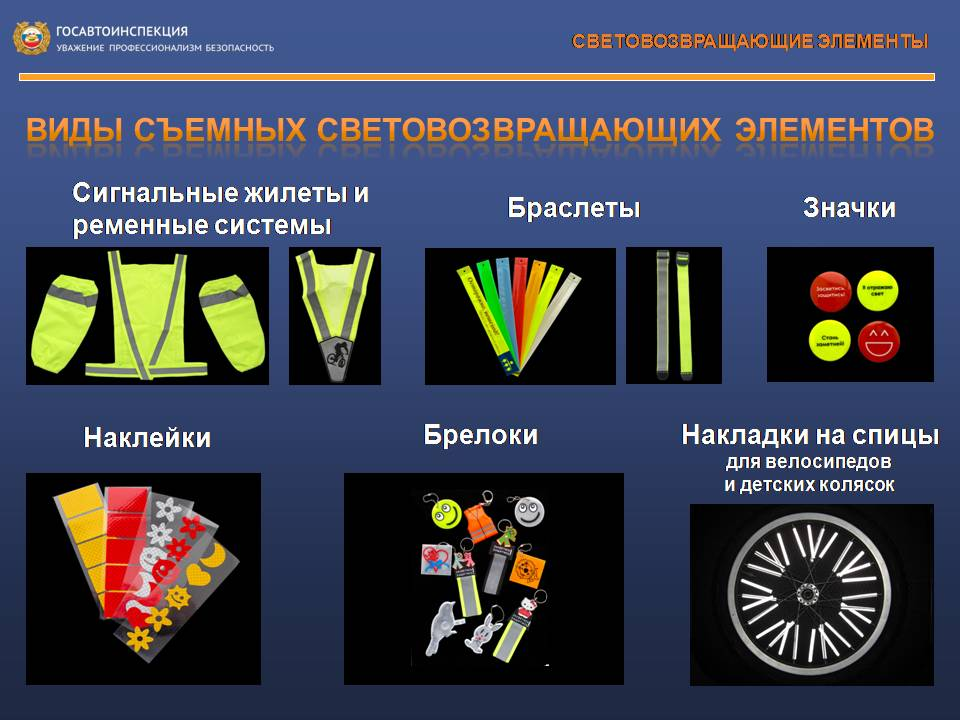 ГОСАВТОИНСПЕКЦИЯ
УВАЖЕНИЕ ПРОФЕССИОНАЛИЗМ БЕЗОПАСНОСТЬ
СВЕТОВОЗВРАЩАЮЩИЕ ЭЛЕМЕНТЫ
ВИДЫ СЪЕМНЫХ СВЕТОВОЗВРАЩАЮЩИХ ЭЛЕМЕНТОВ
Сигнальные жилеты и
ременные системы
Браслеты
Значки
Засветись,
защитись!
Я отражаю
свет
Стань
заметней!
Наклейки
Брелоки
Накладки на спицы
для велосипедов
и детских колясок